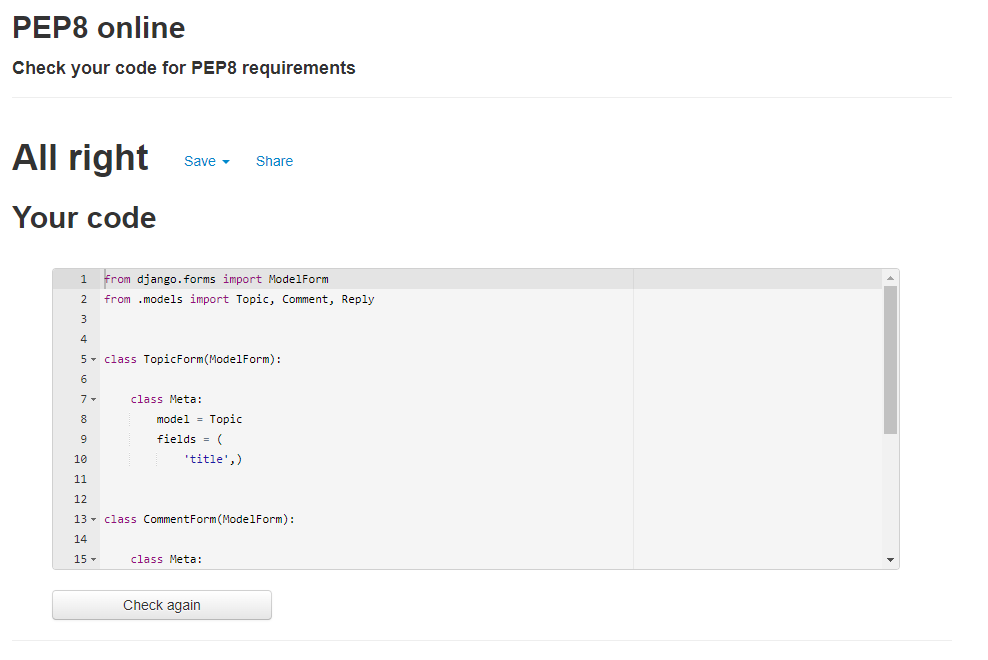 PEP8 online
Check your code for PEP8 requirements
All right Save Share
Your code
1 from django.forms import ModelForm
2 from .models import Topic, Comment, Reply
3
4
5 class TopicForm(ModelForm):
6
7     class Meta:
8         model = Topic
9         fields = (
10             'title',)
11
12
13 class CommentForm(ModelForm):
14
15     class Meta:
Check again